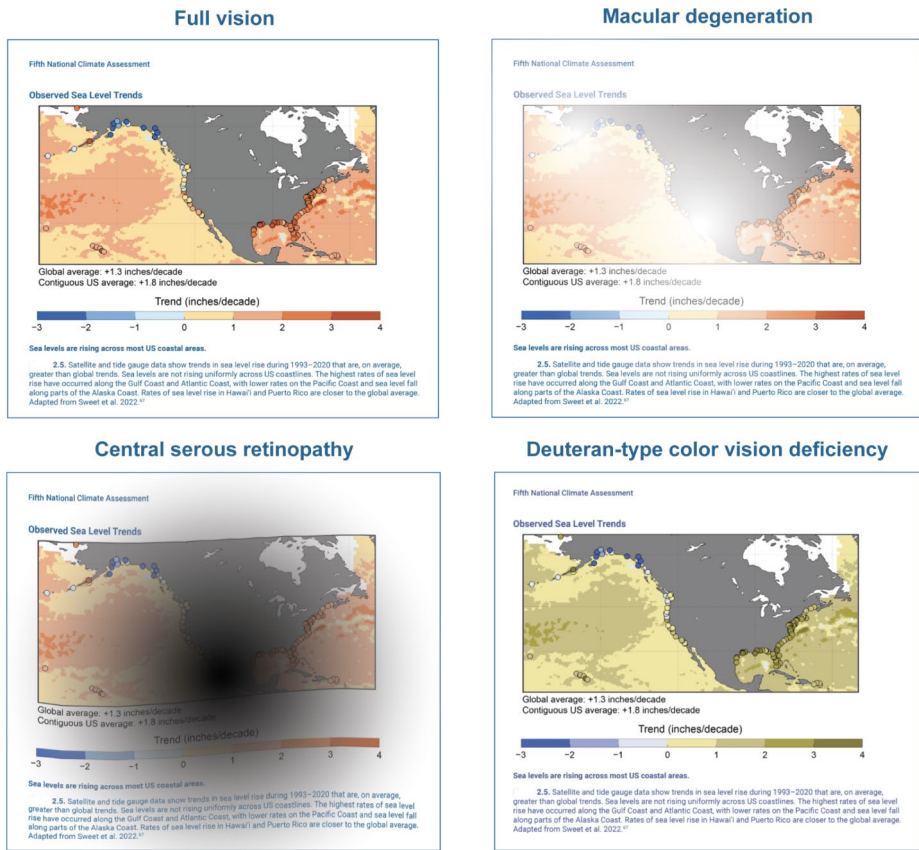 Full vision
Fifth National Climate Assessment
Observed Sea Level Trends
Global average: +1.3 inches/decade
Contiguous US average: +1.8 inches/decade
Trend (inches/decade)
−3 −2 −1 0 1 2 3 4
Sea levels are rising across most US coastal areas.
2.5. Satellite and tide gauge data show trends in sea level rise during 1993–2020 that are, on average,
greater than global trends. Sea levels are not rising uniformly across US coastlines. The highest rates of sea level
rise have occurred along the Gulf Coast and Atlantic Coast, with lower rates on the Pacific Coast and sea level fall
along parts of the Alaska Coast. Rates of sea level rise in Hawaiʻi and Puerto Rico are closer to the global average.
Adapted from Sweet et al. 2022.⁶⁷
Macular degeneration
Fifth National Climate Assessment
Observed Sea Level Trends
Global average: +1.3 inches/decade
Contiguous US average: +1.8 inches/decade
Trend (inches/decade)
−3 −2 −1 0 1 2 3 4
Sea levels are rising across most US coastal areas.
2.5. Satellite and tide gauge data show trends in sea level rise during 1993–2020 that are, on average,
greater than global trends. Sea levels are not rising uniformly across US coastlines. The highest rates of sea level
rise have occurred along the Gulf Coast and Atlantic Coast, with lower rates on the Pacific Coast and sea level fall
along parts of the Alaska Coast. Rates of sea level rise in Hawaiʻi and Puerto Rico are closer to the global average.
Adapted from Sweet et al. 2022.⁶⁷
Central serous retinopathy
Fifth National Climate Assessment
Observed Sea Level Trends
Global average: +1.3 inches/decade
Contiguous US average: +1.8 inches/decade
Trend (inches/decade)
−3 −2 −1 0 1 2 3 4
Sea levels are rising across most US coastal areas.
2.5. Satellite and tide gauge data show trends in sea level rise during 1993–2020 that are, on average,
greater than global trends. Sea levels are not rising uniformly across US coastlines. The highest rates of sea level
rise have occurred along the Gulf Coast and Atlantic Coast, with lower rates on the Pacific Coast and sea level fall
along parts of the Alaska Coast. Rates of sea level rise in Hawaiʻi and Puerto Rico are closer to the global average.
Adapted from Sweet et al. 2022.⁶⁷
Deuteran-type color vision deficiency
Fifth National Climate Assessment
Observed Sea Level Trends
Global average: +1.3 inches/decade
Contiguous US average: +1.8 inches/decade
Trend (inches/decade)
−3 −2 −1 0 1 2 3 4
Sea levels are rising across most US coastal areas.
2.5. Satellite and tide gauge data show trends in sea level rise during 1993–2020 that are, on average,
greater than global trends. Sea levels are not rising uniformly across US coastlines. The highest rates of sea level
rise have occurred along the Gulf Coast and Atlantic Coast, with lower rates on the Pacific Coast and sea level fall
along parts of the Alaska Coast. Rates of sea level rise in Hawaiʻi and Puerto Rico are closer to the global average.
Adapted from Sweet et al. 2022.⁶⁷